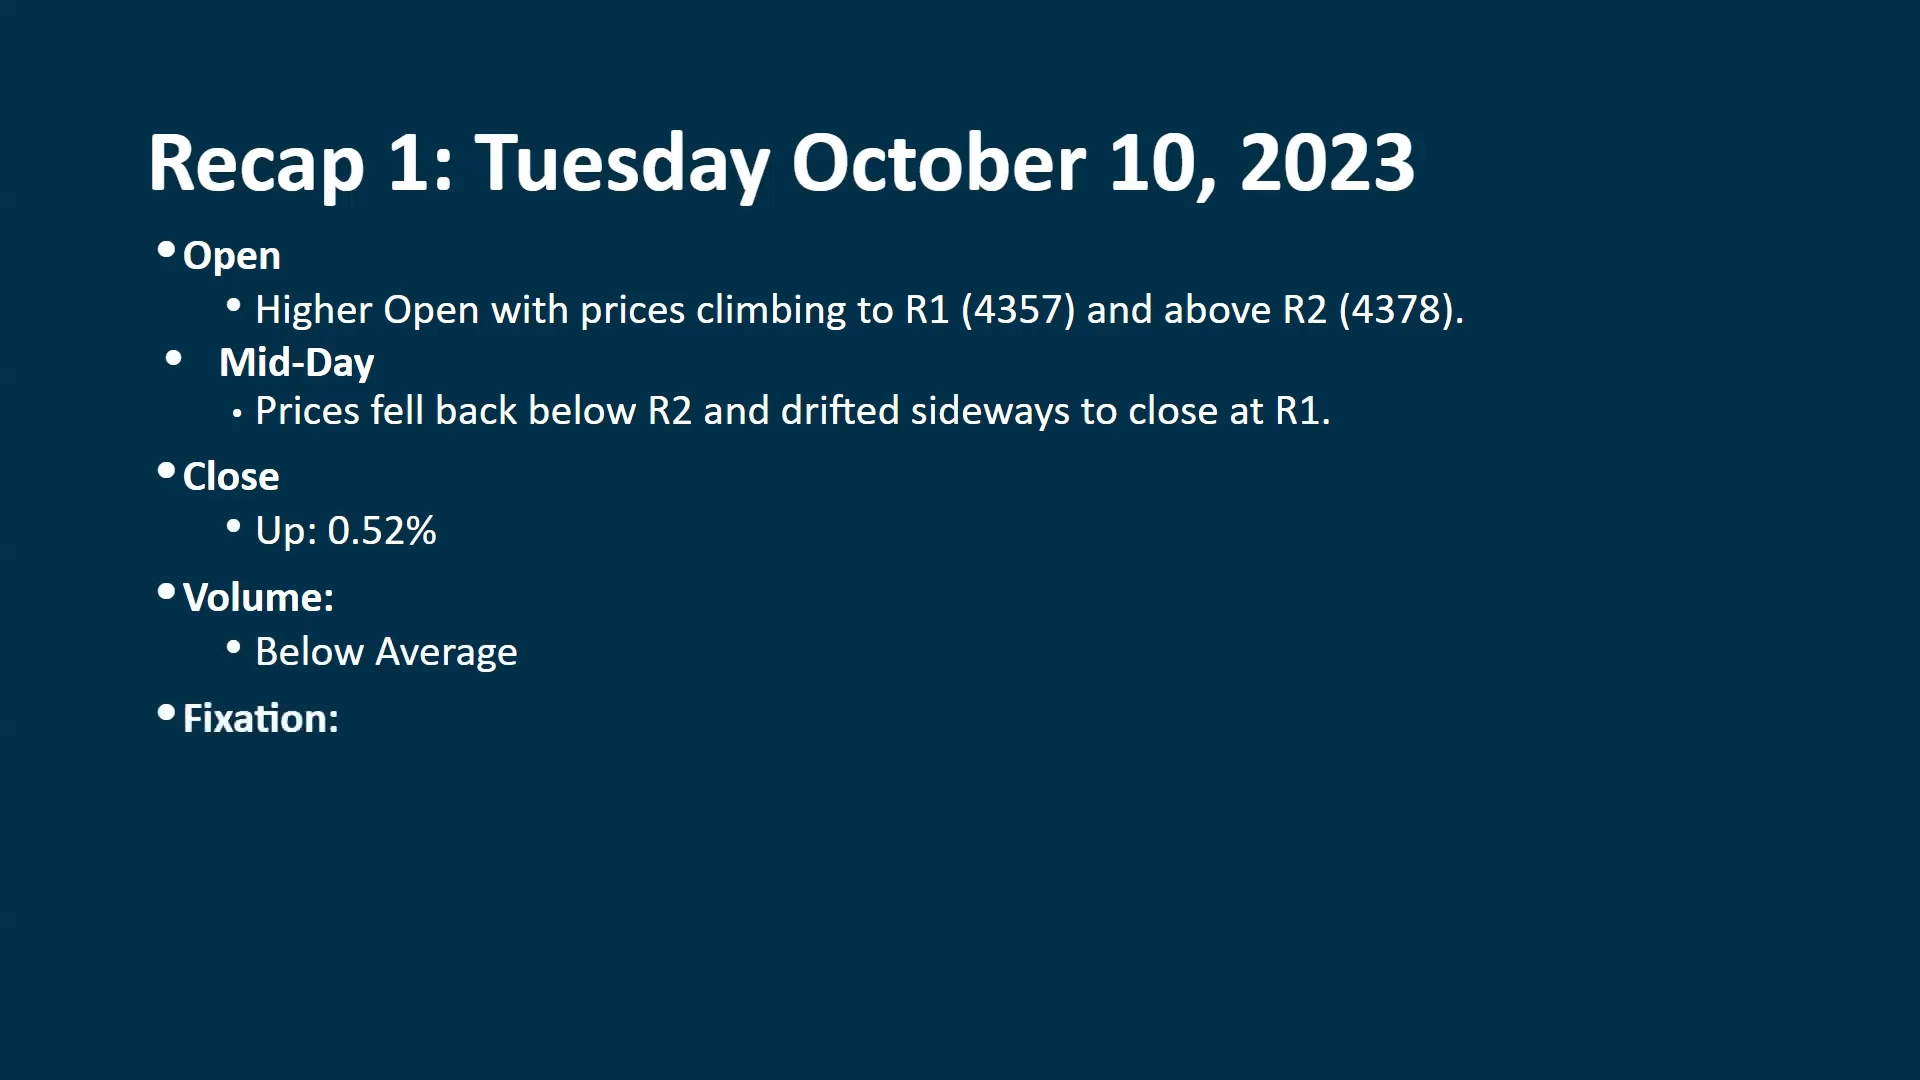 Recap 1: Tuesday October 10, 2023
•Open
• Higher Open with prices climbing to R1 (4357) and above R2 (4378).
• Mid-Day
• Prices fell back below R2 and drifted sideways to close at R1.
•Close
• Up: 0.52%
•Volume:
• Below Average
•Fixation: